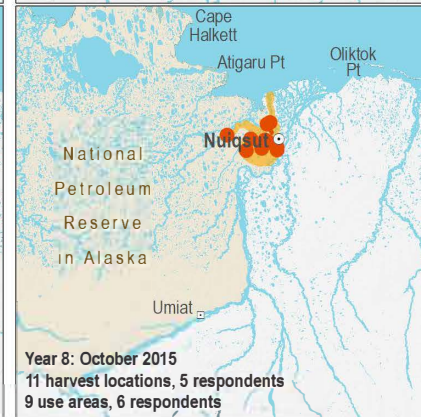 Cape
Halkett
Atigaru Pt
Oliktok
Pt
Nuiqsut
National
Petroleum
Reserve
in Alaska
Umiat
Year 8: October 2015
11 harvest locations, 5 respondents
9 use areas, 6 respondents